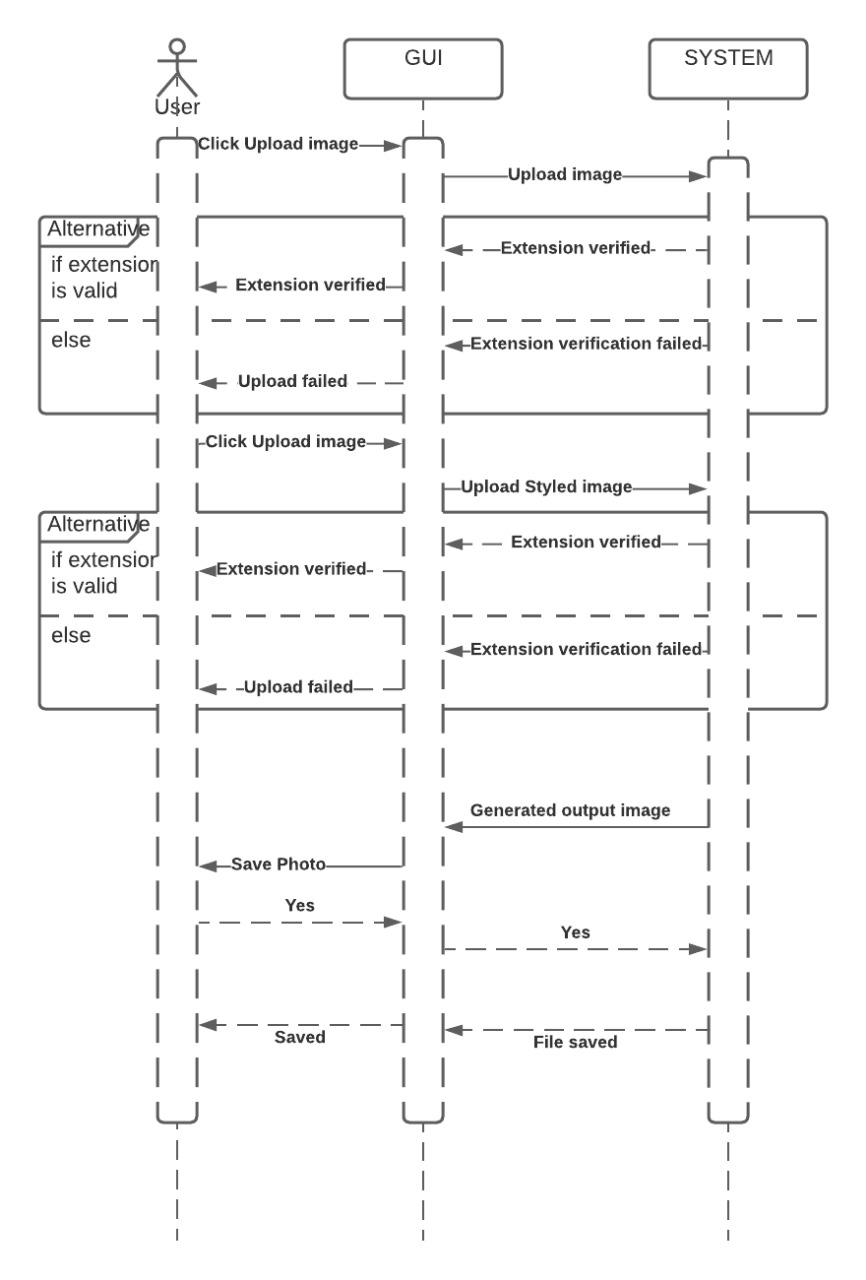 User
GUI
SYSTEM
Click Upload image
Upload image
Alternative
Extension verified
if extension
is valid
Extension verified
else
Extension verification failed
Upload failed
Click Upload image
Upload Styled image
Alternative
Extension verified
if extension
is valid
Extension verified
else
Extension verification failed
Upload failed
Generated output image
Save Photo
Yes
Yes
Saved
File saved